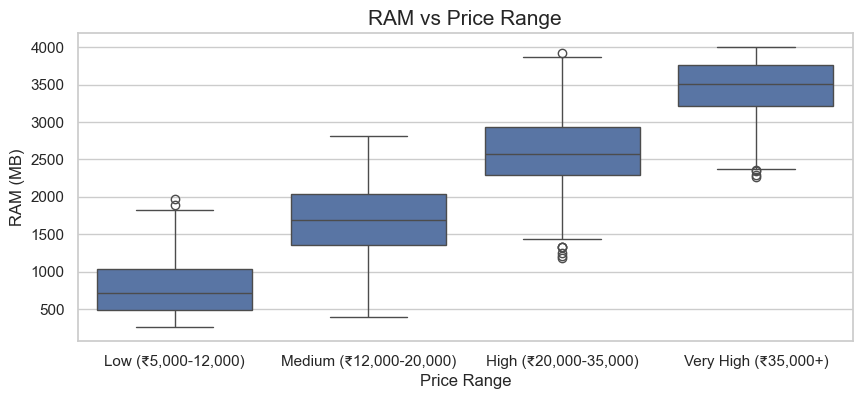 RAM vs Price Range
RAM (MB)
4000
3500
3000
2500
2000
1500
1000
500
Low (₹5,000-12,000)
Medium (₹12,000-20,000)
High (₹20,000-35,000)
Very High (₹35,000+)
Price Range